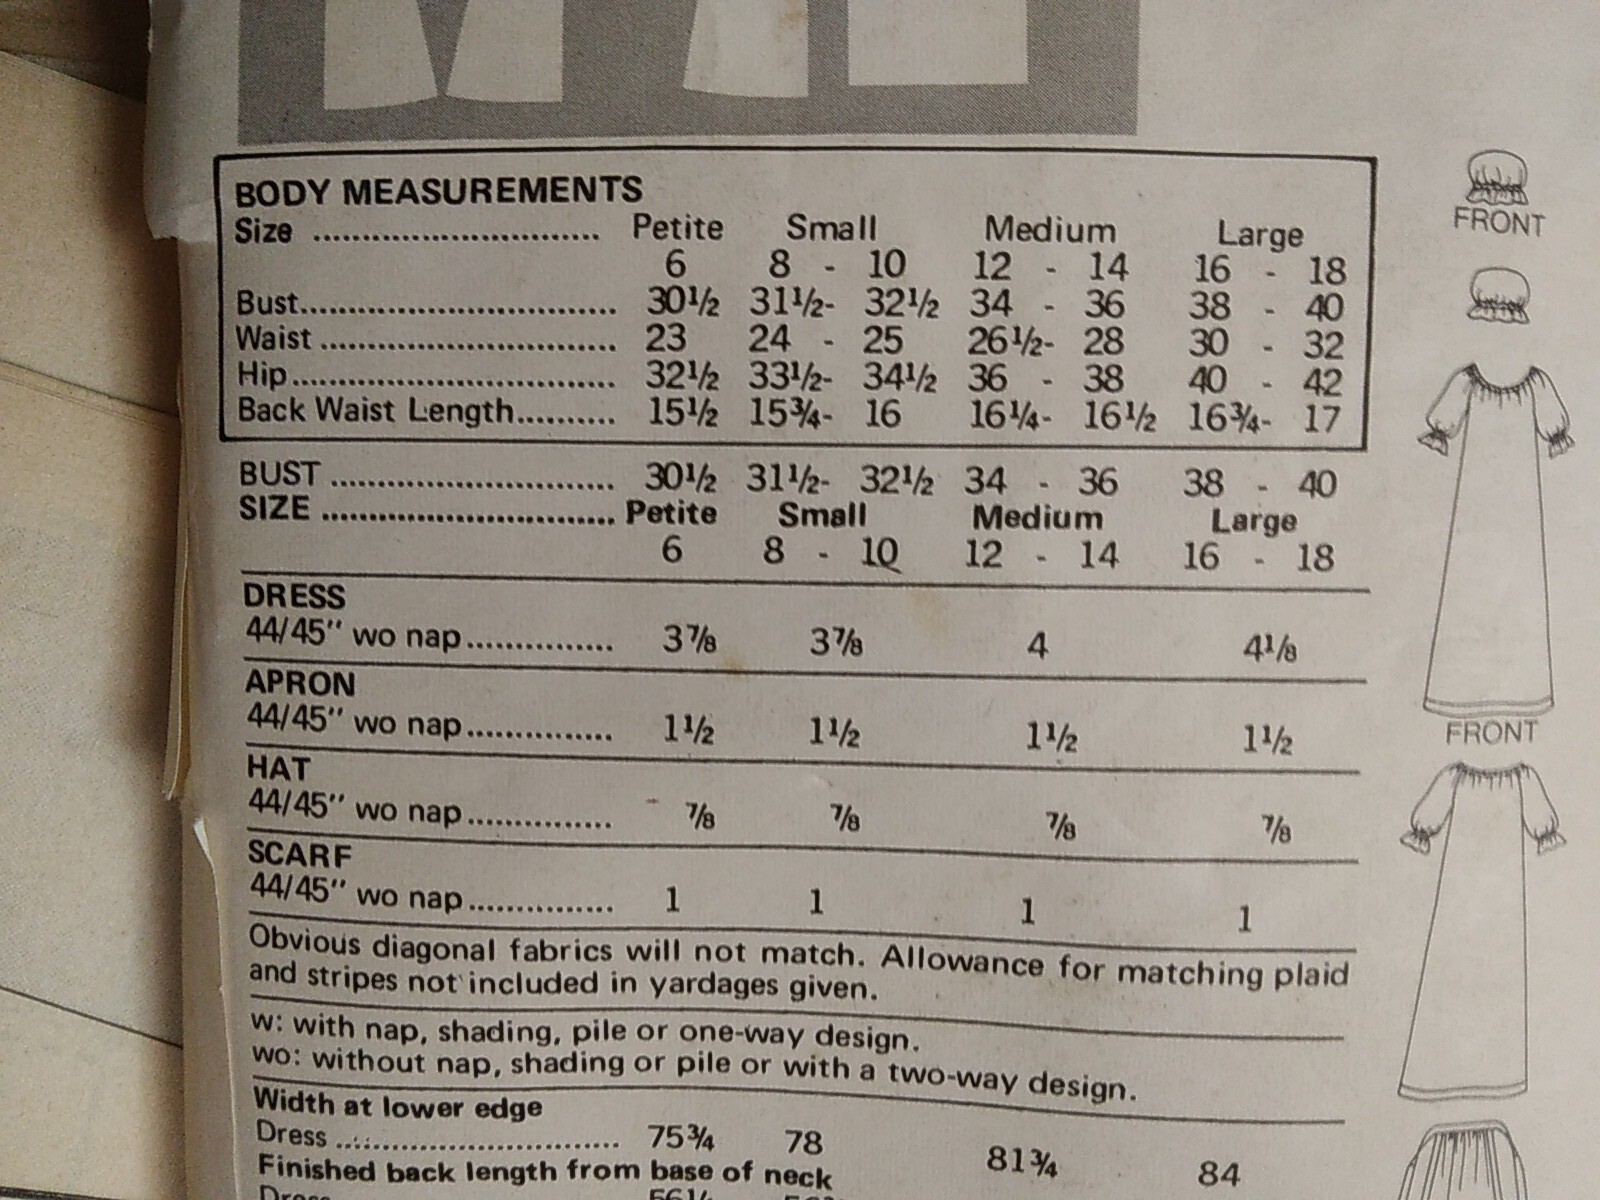 BODY MEASUREMENTS
Size .............................. Petite Small Medium Large
6 8 - 10 12 - 14 16 - 18
Bust................................. 30½ 31½- 32½ 34 - 36 38 - 40
Waist ............................... 23 24 - 25 26½- 28 30 - 32
Hip.................................. 32½ 33½- 34½ 36 - 38 40 - 42
Back Waist Length.......... 15½ 15¾- 16 16¼- 16½ 16¾- 17
BUST .............................. 30½ 31½- 32½ 34 - 36 38 - 40
SIZE ............................... Petite Small Medium Large
6 8 - 10 12 - 14 16 - 18
DRESS
44/45" wo nap............... 3⅞ 3⅞ 4 4⅛
APRON
44/45" wo nap............... 1½ 1½ 1½ 1½
HAT
44/45" wo nap............... ⅞ ⅞ ⅞ ⅞
SCARF
44/45" wo nap............... 1 1 1 1
Obvious diagonal fabrics will not match. Allowance for matching plaid
and stripes not included in yardages given.
w: with nap, shading, pile or one-way design.
wo: without nap, shading or pile or with a two-way design.
Width at lower edge
Dress .............................. 75¾ 78 81¾ 84
Finished back length from base of neck
FRONT
FRONT